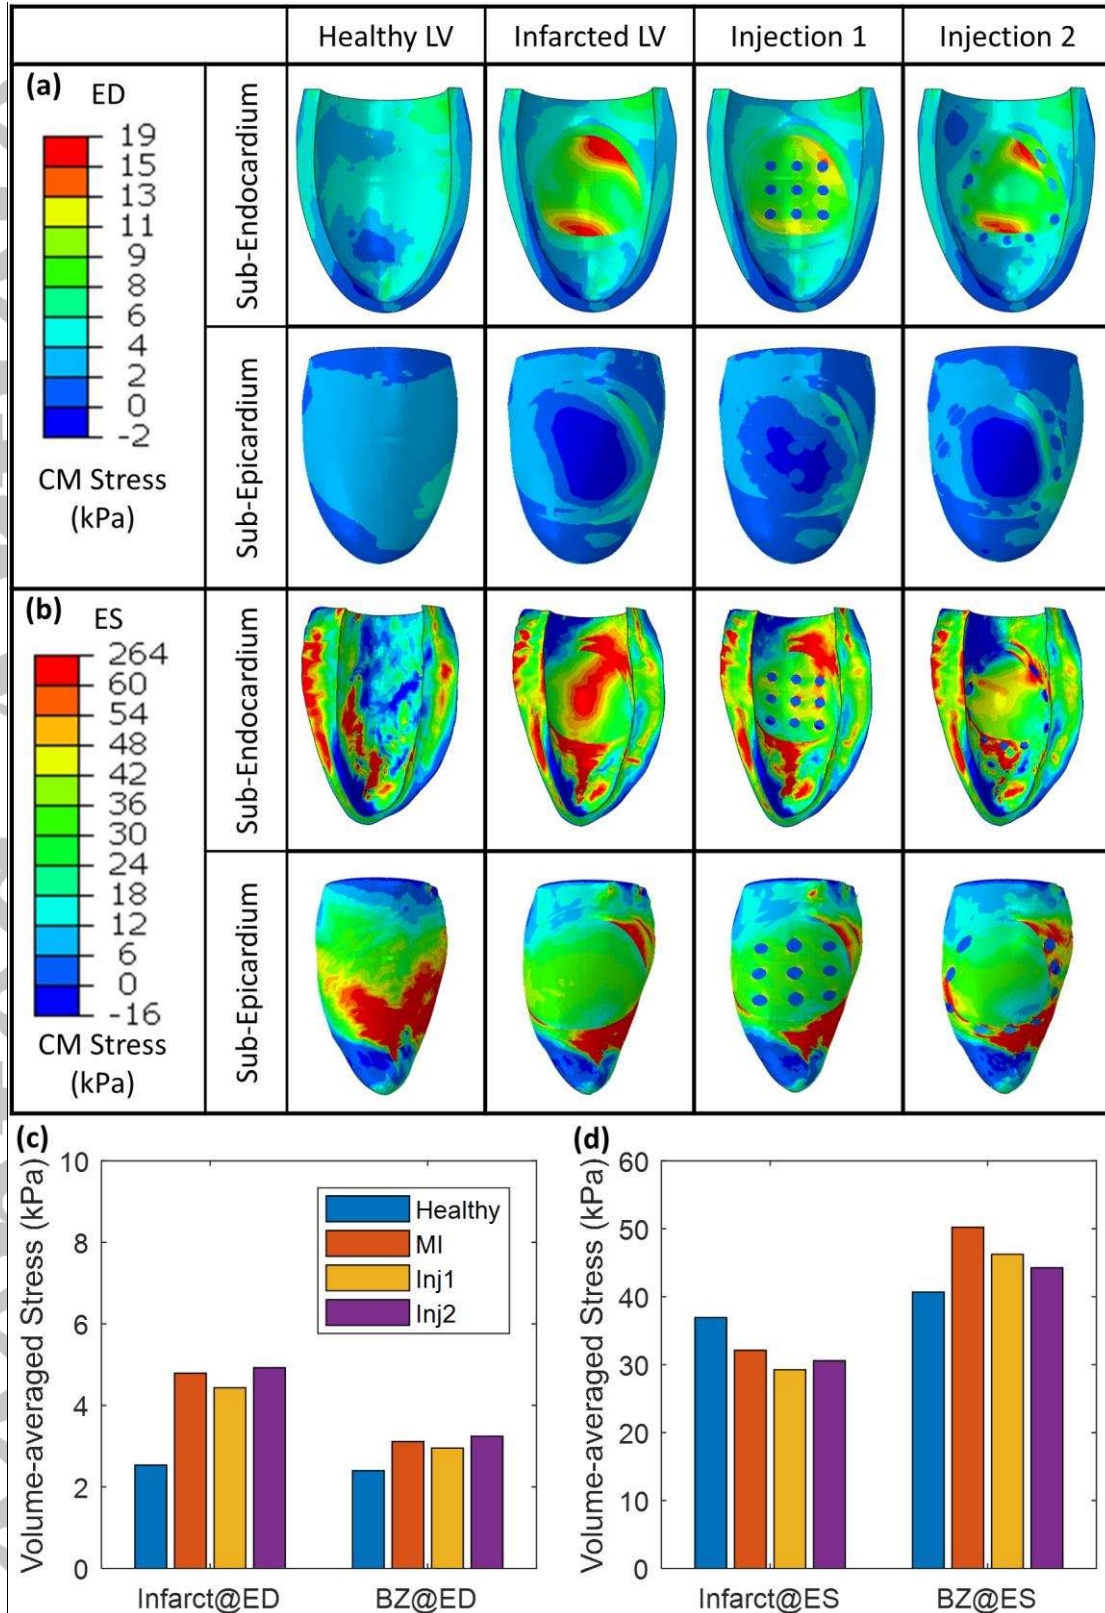 Healthy LV
Infarcted LV
Injection 1
Injection 2
(a)
ED
19
15
13
11
9
8
6
4
2
0
-2
CM Stress
(kPa)
Sub-Endocardium
Sub-Epicardium
(b)
ES
264
60
54
48
42
36
30
24
18
12
6
0
-16
CM Stress
(kPa)
Sub-Endocardium
Sub-Epicardium
(c)
Volume-averaged Stress (kPa)
10
8
6
4
2
0
Healthy
MI
Inj1
Inj2
Infarct@ED
BZ@ED
(d)
Volume-averaged Stress (kPa)
60
50
40
30
20
10
0
Infarct@ES
BZ@ES